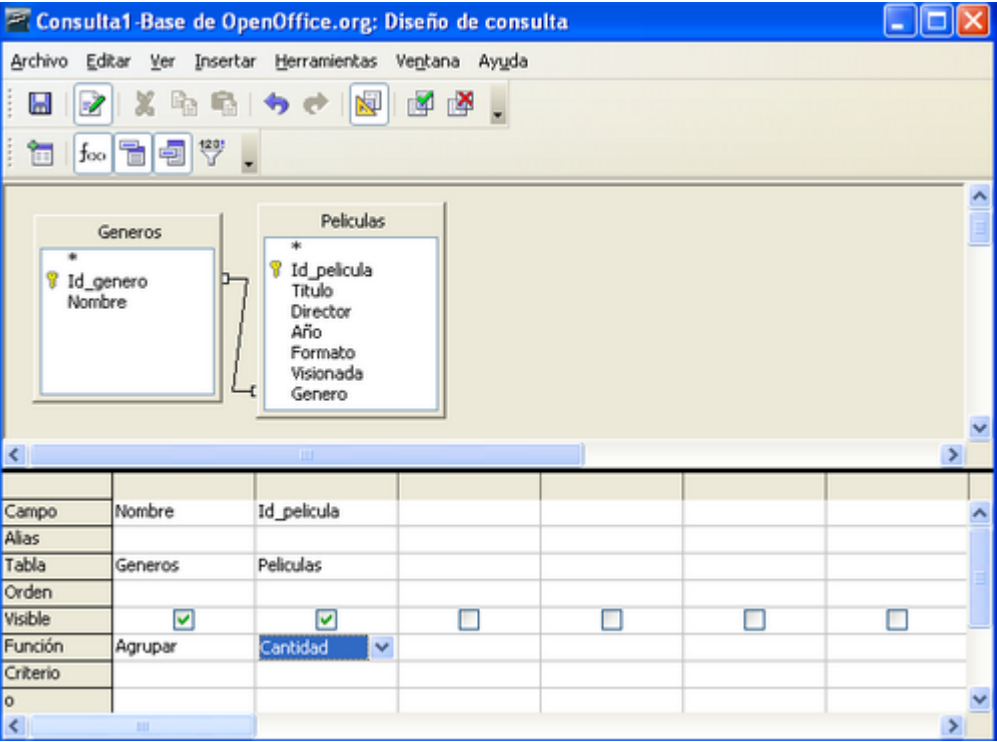 Consulta1-Base de OpenOffice.org: Diseño de consulta
Archivo Editar Ver Insertar Herramientas Ventana Ayuda
f(x)
123!
Generos
*
Id_genero
Nombre
Peliculas
*
Id_pelicula
Titulo
Director
Año
Formato
Visionada
Genero
Campo Nombre Id_pelicula
Alias
Tabla Generos Peliculas
Orden
Visible
Función Agrupar Cantidad
Criterio
o